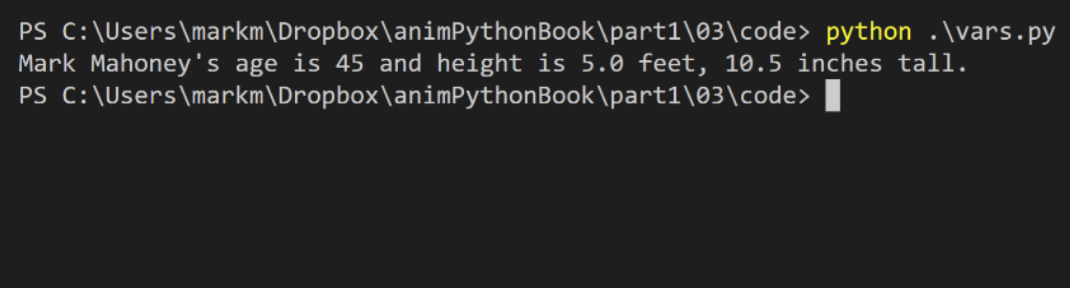 PS C:\Users\markm\Dropbox\animPythonBook\part1\03\code> python .\vars.py
Mark Mahoney's age is 45 and height is 5.0 feet, 10.5 inches tall.
PS C:\Users\markm\Dropbox\animPythonBook\part1\03\code>